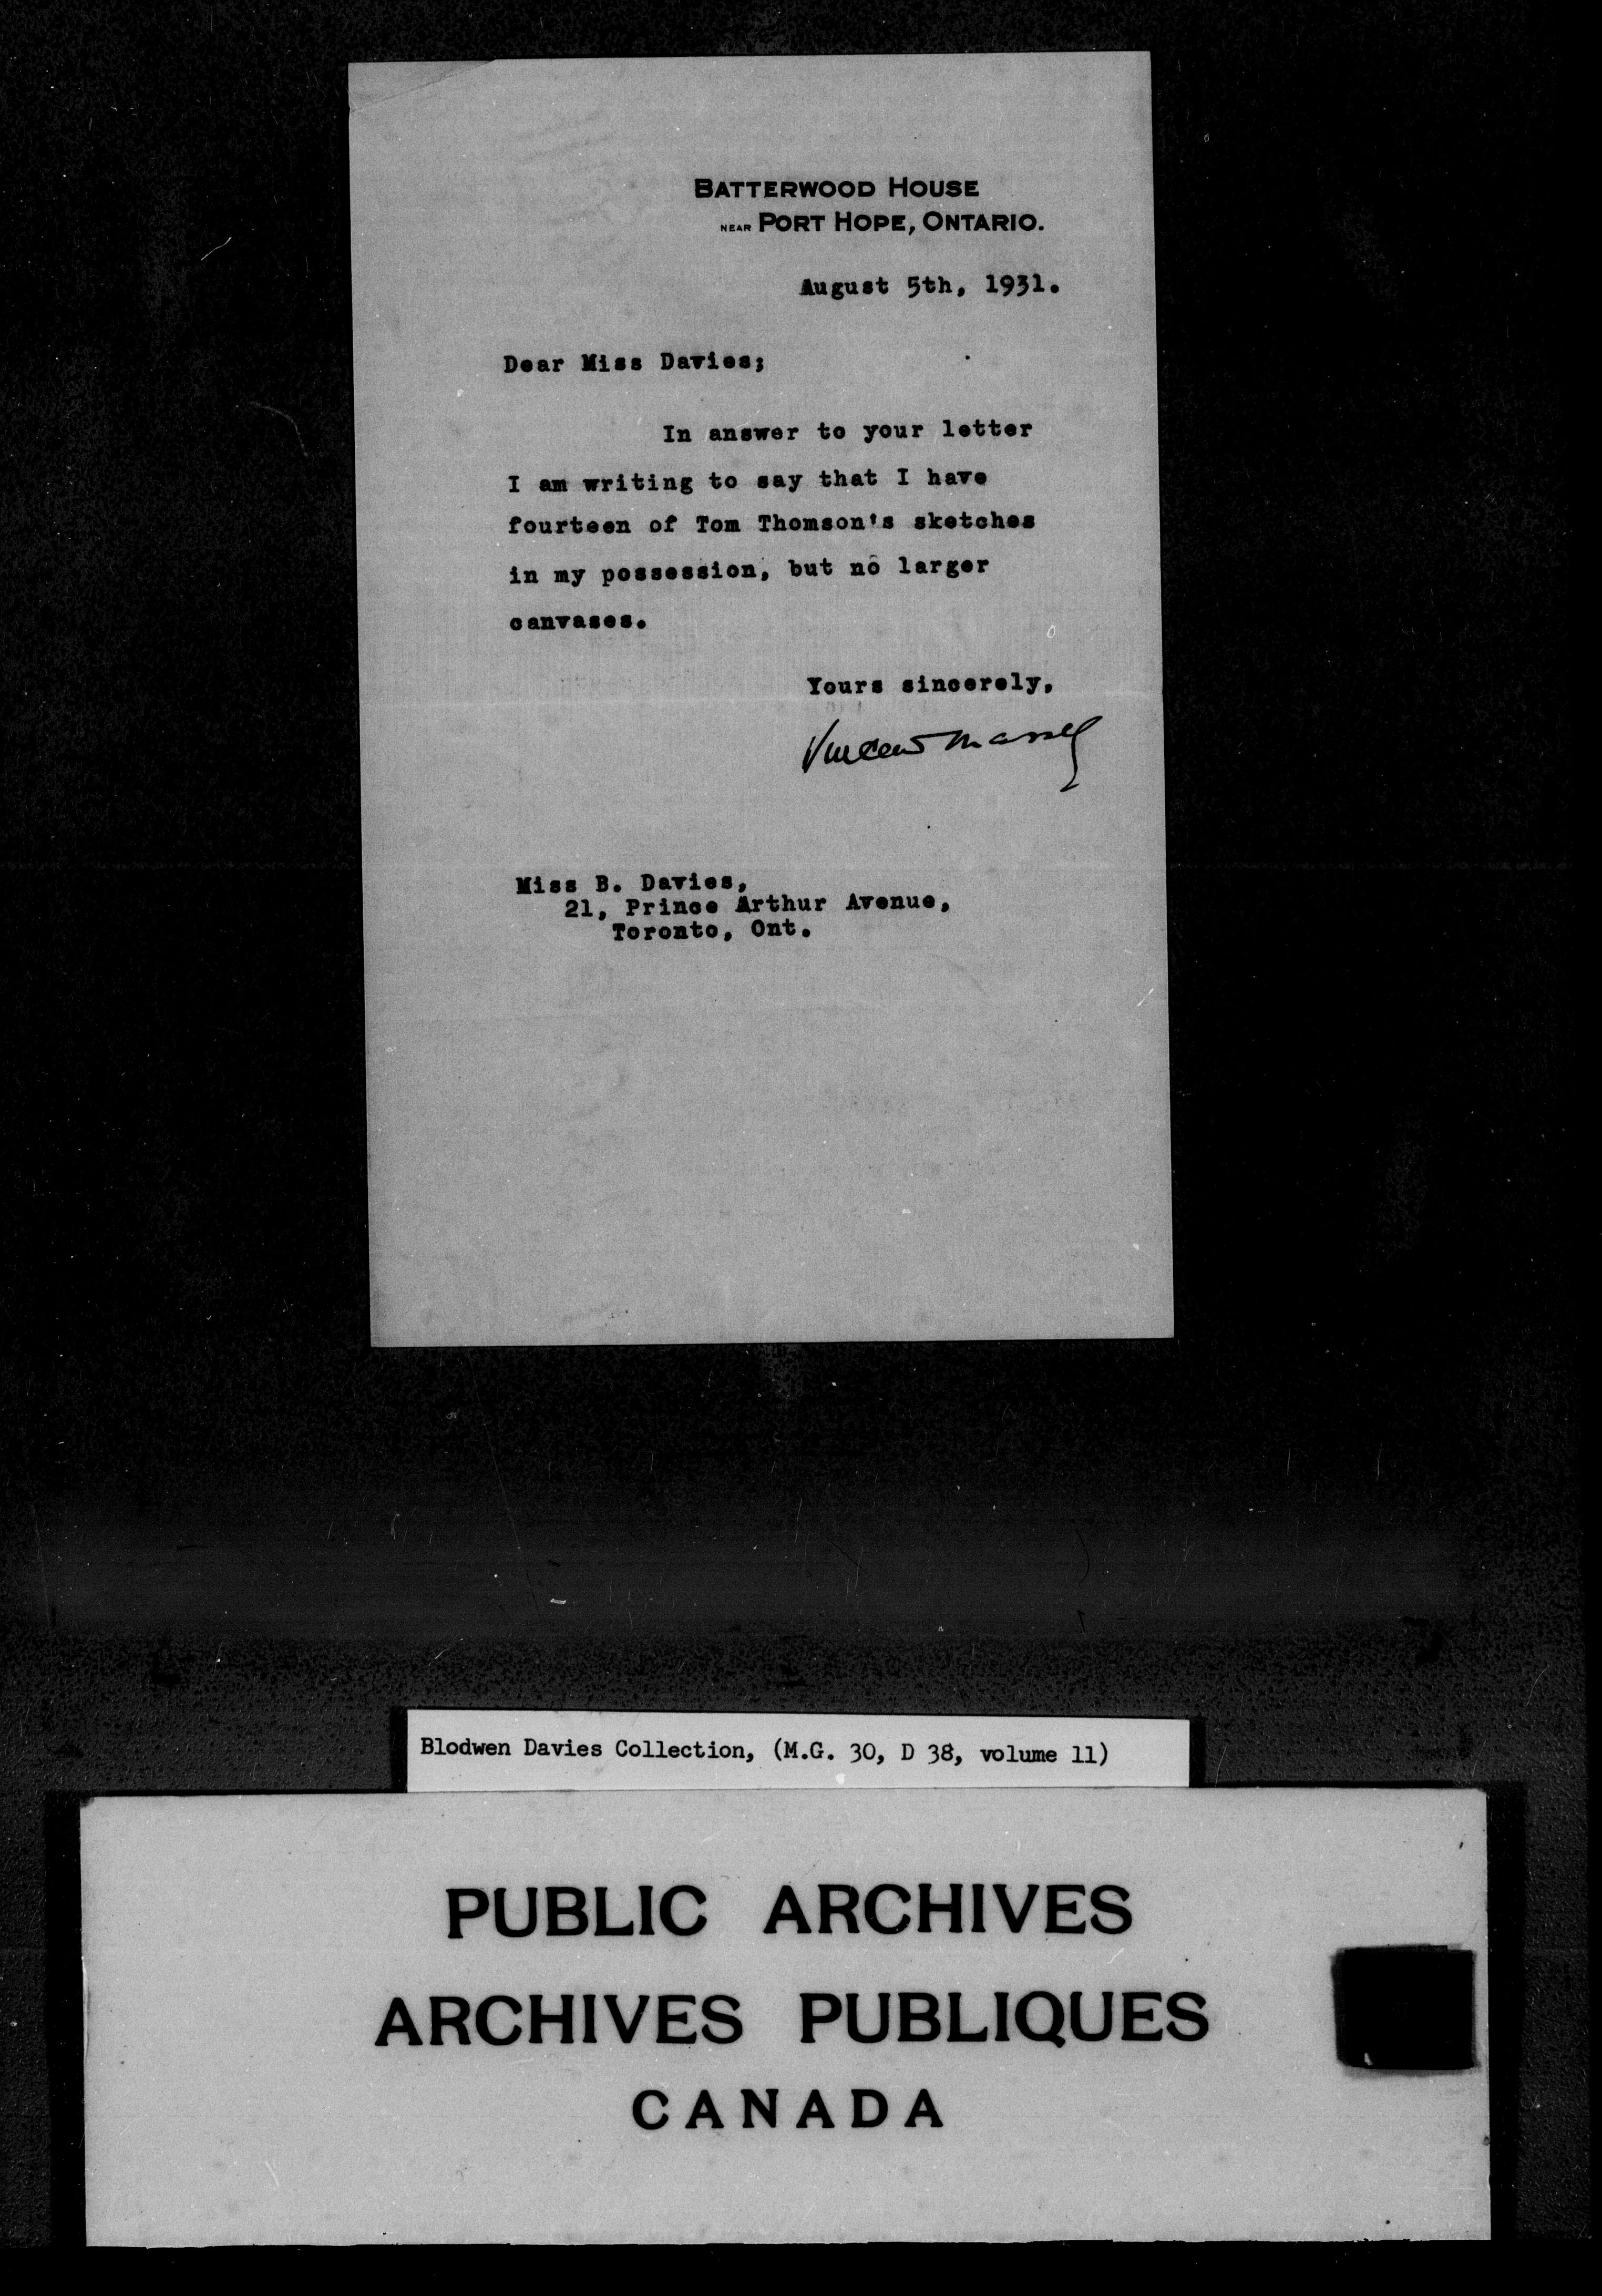 BATTERWOOD HOUSE
NEAR PORT HOPE, ONTARIO.
August 5th, 1931.
Dear Miss Davies;
In answer to your letter
I am writing to say that I have
fourteen of Tom Thomson's sketches
in my possession, but no larger
canvases.
Yours sincerely,
Vincent Massey
Miss B. Davies,
21, Prince Arthur Avenue,
Toronto, Ont.
Blodwen Davies Collection, (M.G. 30, D 38, volume 11)
PUBLIC ARCHIVES
ARCHIVES PUBLIQUES
CANADA